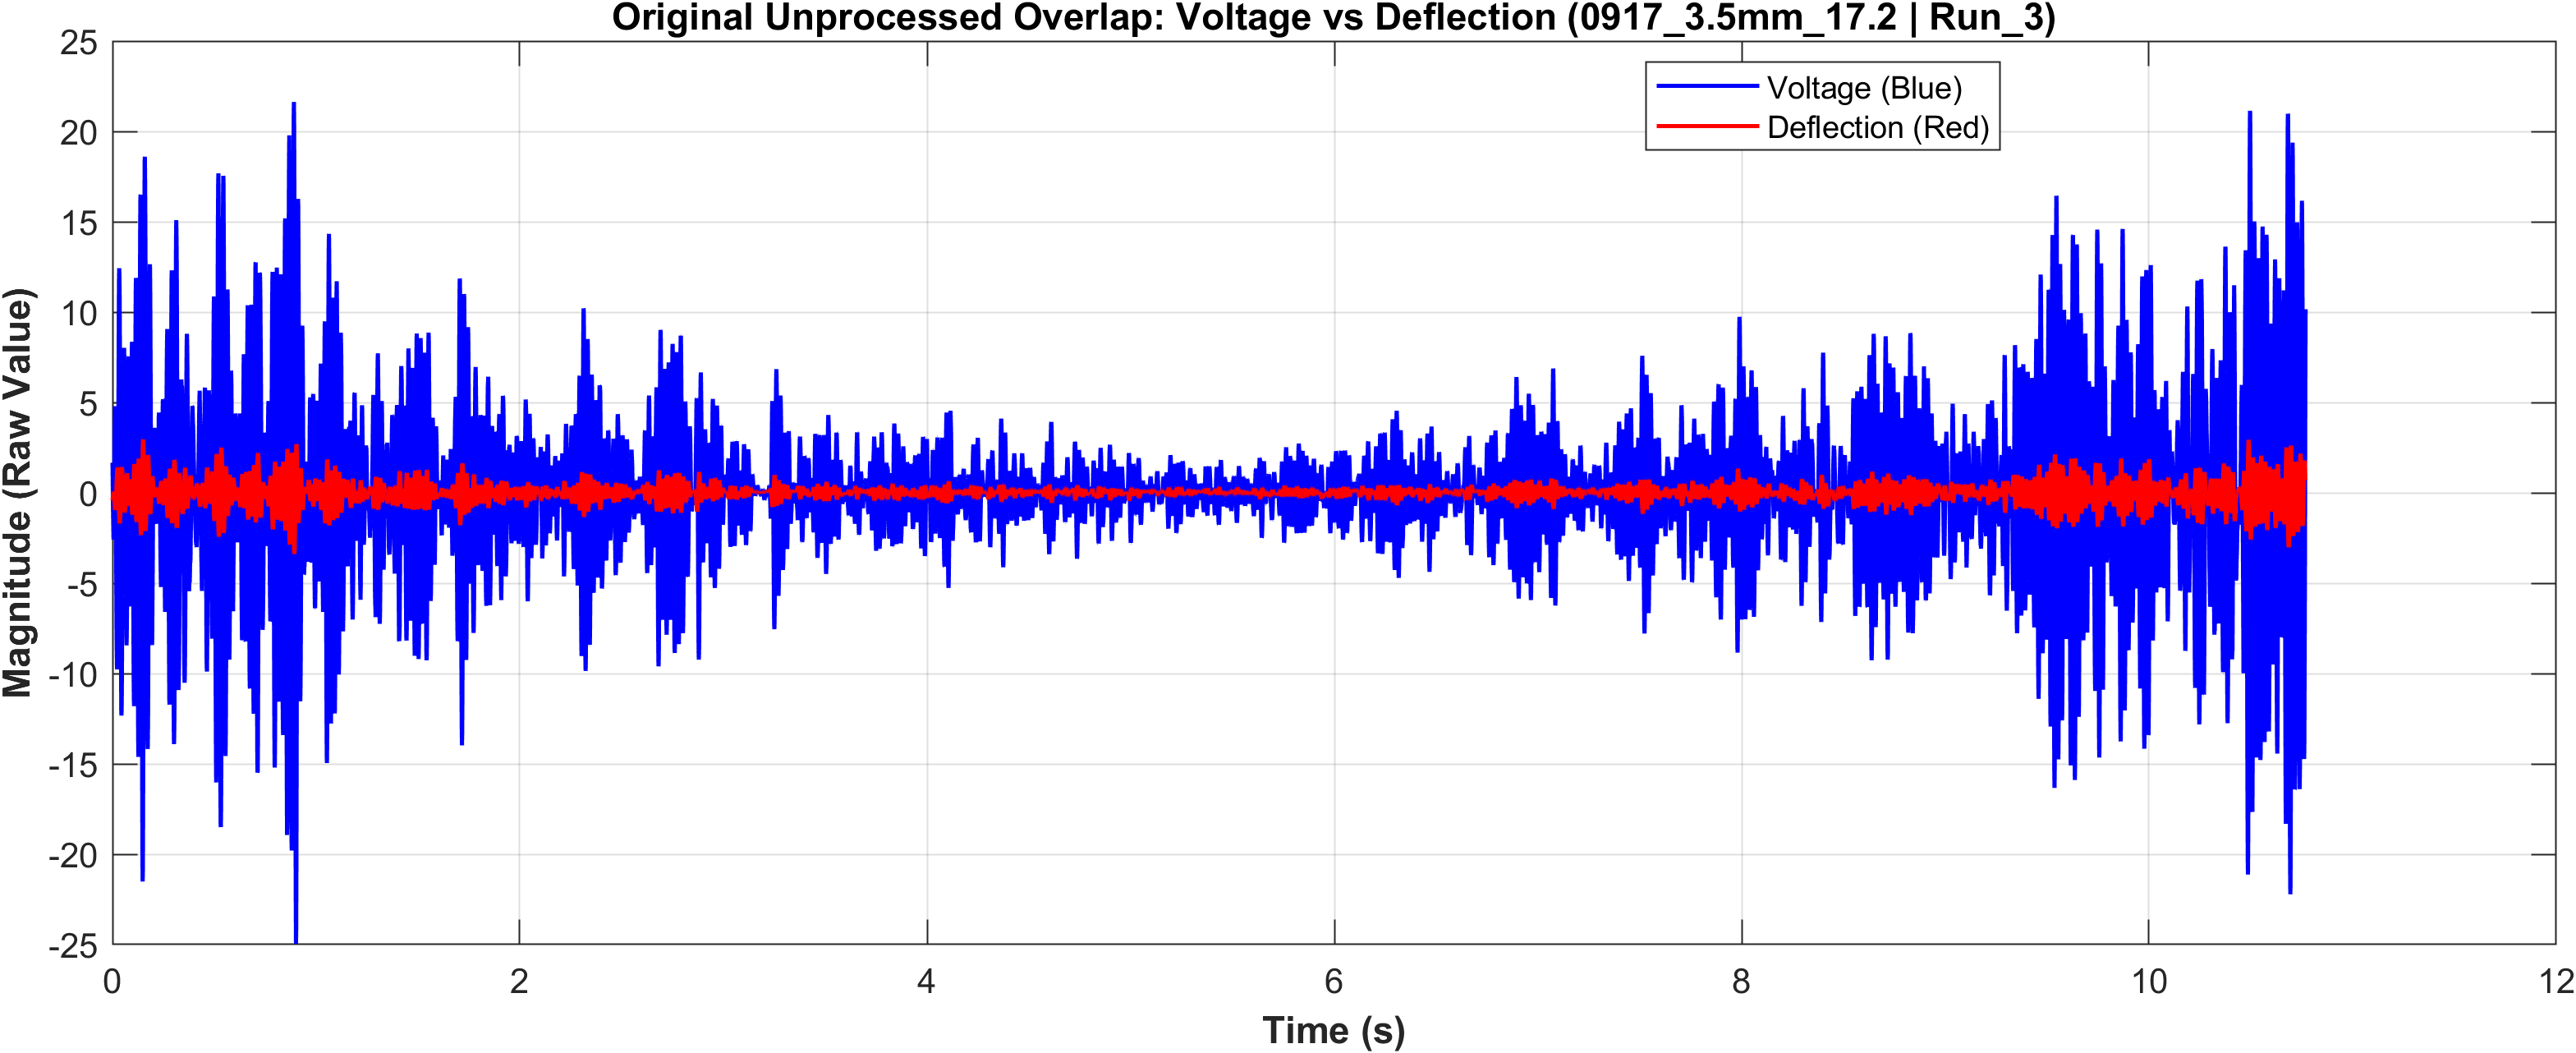 Original Unprocessed Overlap: Voltage vs Deflection (0917_3.5mm_17.2 | Run_3)
Voltage (Blue)
Deflection (Red)
Magnitude (Raw Value)
25
20
15
10
5
0
-5
-10
-15
-20
-25
0 2 4 6 8 10 12
Time (s)